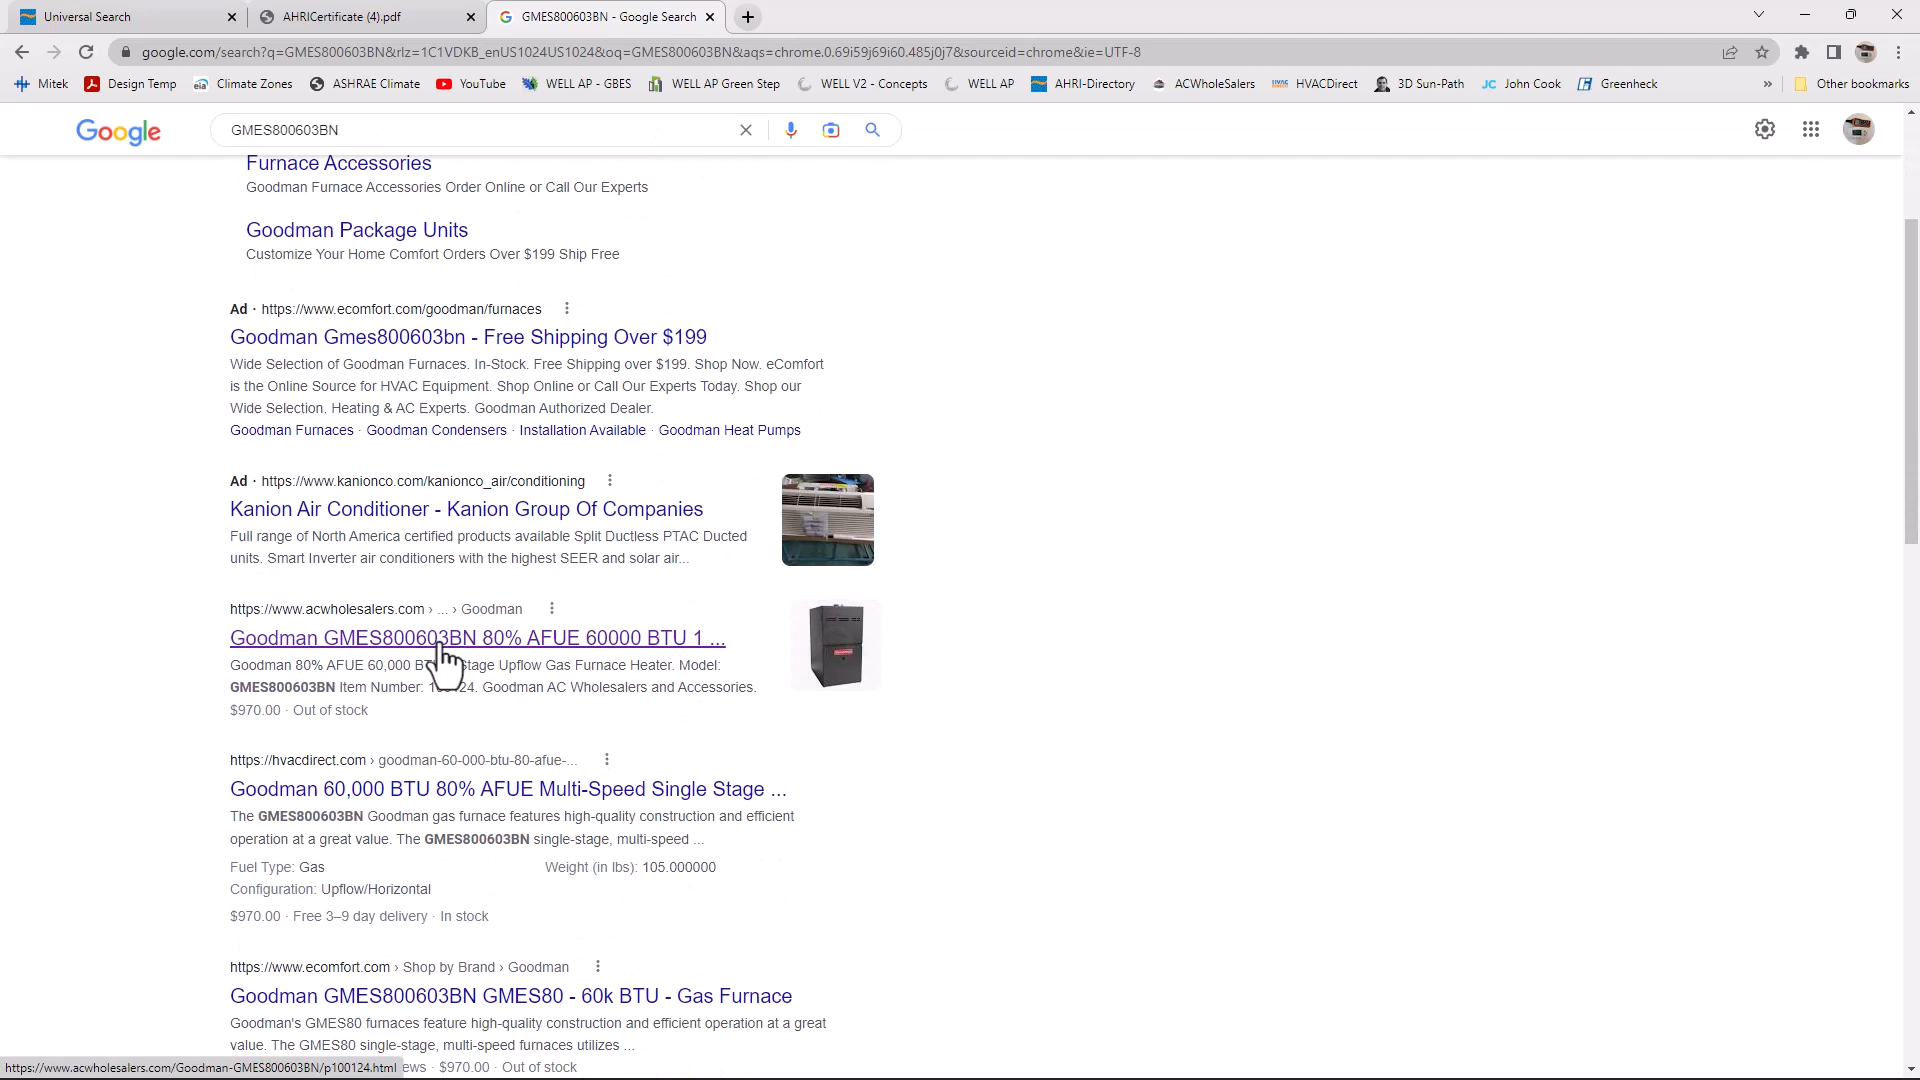 Universal Search
AHRICertificate (4).pdf
GMES800603BN - Google Search
google.com/search?q=GMES800603BN&rlz=1C1VDKB_enUS1024US1024&oq=GMES800603BN&aqs=chrome.0.69i59j69i60.485j0j7&sourceid=chrome&ie=UTF-8
Mitek
Design Temp
Climate Zones
ASHRAE Climate
YouTube
WELL AP - GBES
WELL AP Green Step
WELL V2 - Concepts
WELL AP
AHRI-Directory
ACWholeSalers
HVACDirect
3D Sun-Path
John Cook
Greenheck
»
Other bookmarks
Google
GMES800603BN
Furnace Accessories
Goodman Furnace Accessories Order Online or Call Our Experts
Goodman Package Units
Customize Your Home Comfort Orders Over $199 Ship Free
Ad · https://www.ecomfort.com/goodman/furnaces
Goodman Gmes800603bn - Free Shipping Over $199
Wide Selection of Goodman Furnaces. In-Stock. Free Shipping over $199. Shop Now. eComfort
is the Online Source for HVAC Equipment. Shop Online or Call Our Experts Today. Shop our
Wide Selection. Heating & AC Experts. Goodman Authorized Dealer.
Goodman Furnaces · Goodman Condensers · Installation Available · Goodman Heat Pumps
Ad · https://www.kanionco.com/kanionco_air/conditioning
Kanion Air Conditioner - Kanion Group Of Companies
Full range of North America certified products available Split Ductless PTAC Ducted
units. Smart Inverter air conditioners with the highest SEER and solar air...
https://www.acwholesalers.com › ... › Goodman
Goodman GMES800603BN 80% AFUE 60000 BTU 1 ...
Goodman 80% AFUE 60,000 Stage Upflow Gas Furnace Heater. Model:
GMES800603BN Item Number: Goodman AC Wholesalers and Accessories.
$970.00 · Out of stock
https://hvacdirect.com › goodman-60-000-btu-80-afue-...
Goodman 60,000 BTU 80% AFUE Multi-Speed Single Stage ...
The GMES800603BN Goodman gas furnace features high-quality construction and efficient
operation at a great value. The GMES800603BN single-stage, multi-speed ...
Fuel Type: Gas Weight (in lbs): 105.000000
Configuration: Upflow/Horizontal
$970.00 · Free 3–9 day delivery · In stock
https://www.ecomfort.com › Shop by Brand › Goodman
Goodman GMES800603BN GMES80 - 60k BTU - Gas Furnace
Goodman's GMES80 furnaces feature high-quality construction and efficient operation at a great
value. The GMES80 single-stage, multi-speed furnaces utilizes ...
https://www.acwholesalers.com/Goodman-GMES800603BN/p100124.html
$970.00 · Out of stock